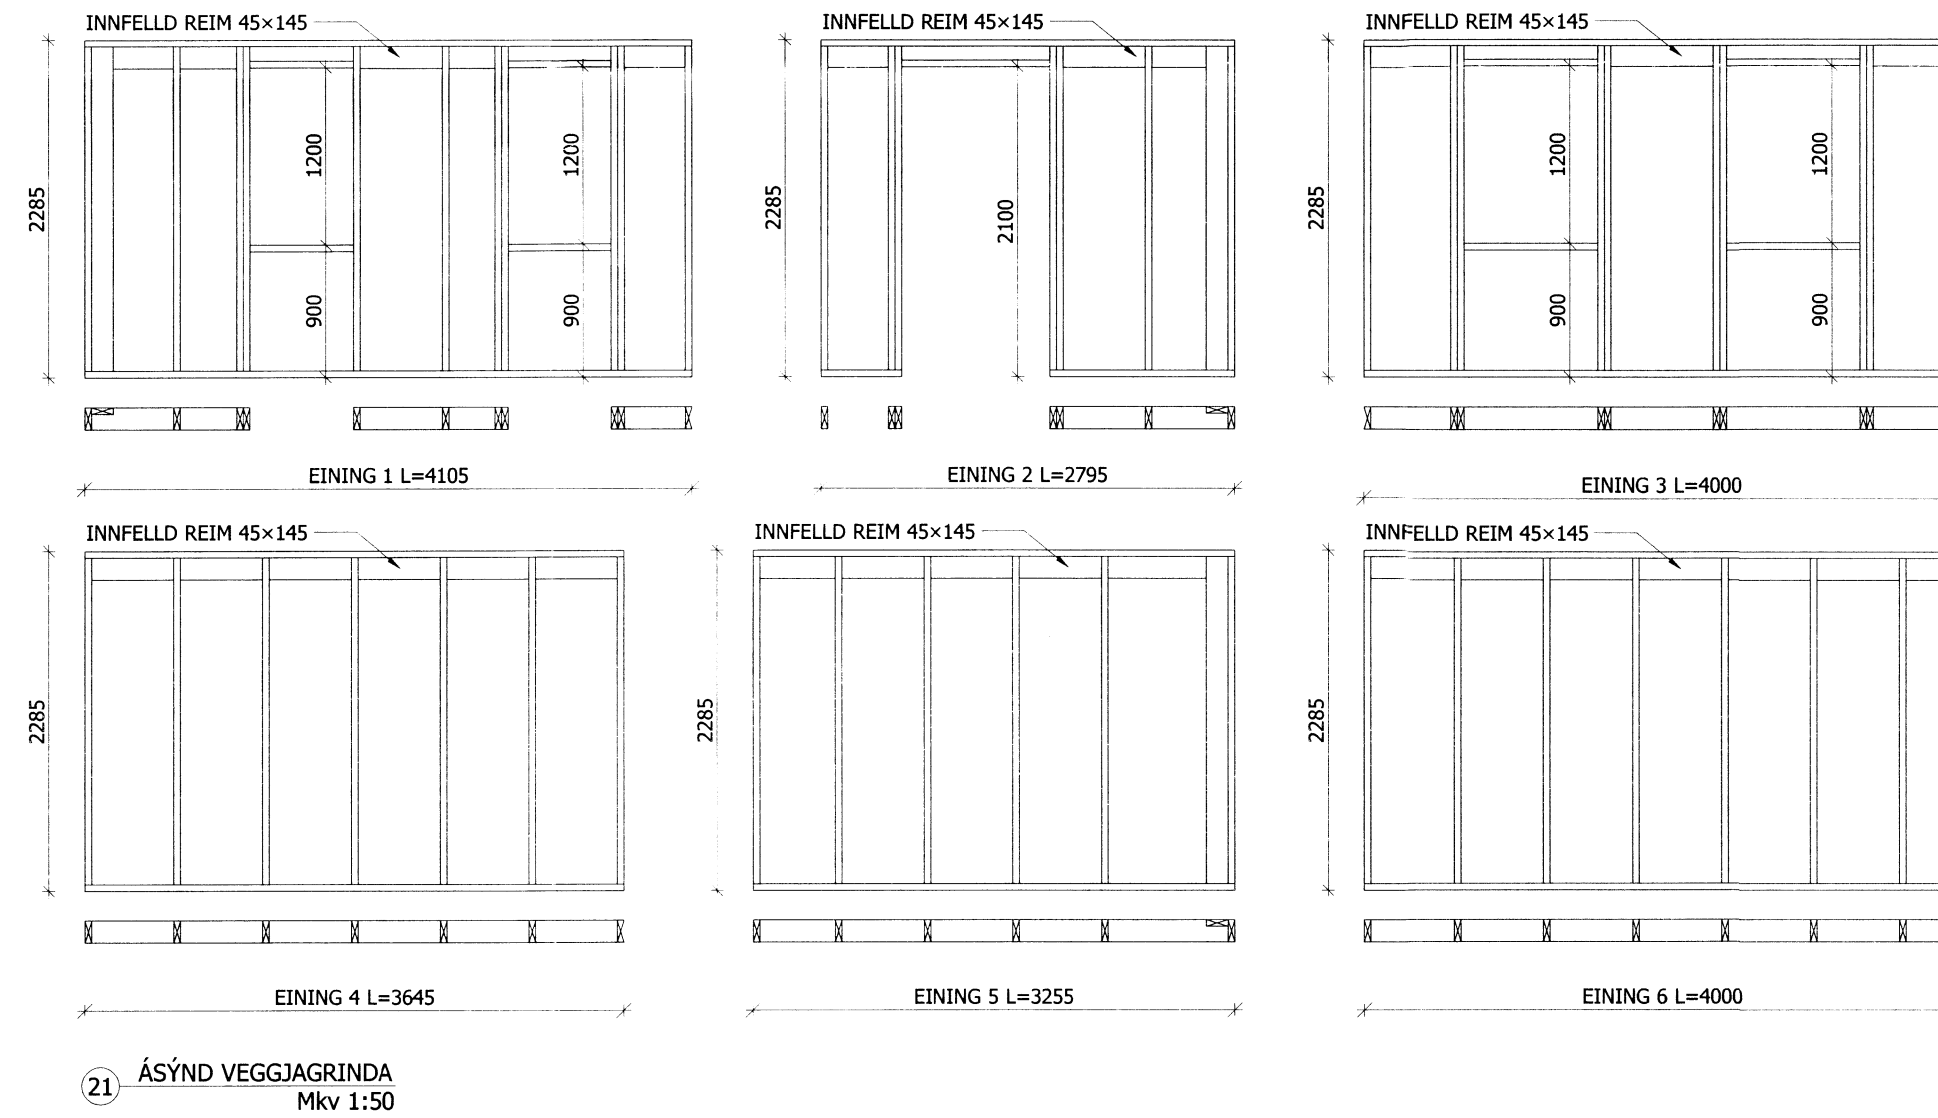 INNFELLD REIM 45×145
INNFELLD REIM 45×145
INNFELLD REIM 45×145
2285
1200
900
1200
900
2285
2100
2285
1200
900
1200
900
EINING 1 L=4105
EINING 2 L=2795
EINING 3 L=4000
INNFELLD REIM 45×145
INNFELLD REIM 45×145
INNFELLD REIM 45×145
2285
2285
2285
EINING 4 L=3645
EINING 5 L=3255
EINING 6 L=4000
21
ÁSÝND VEGGJAGRINDA
Mkv 1:50